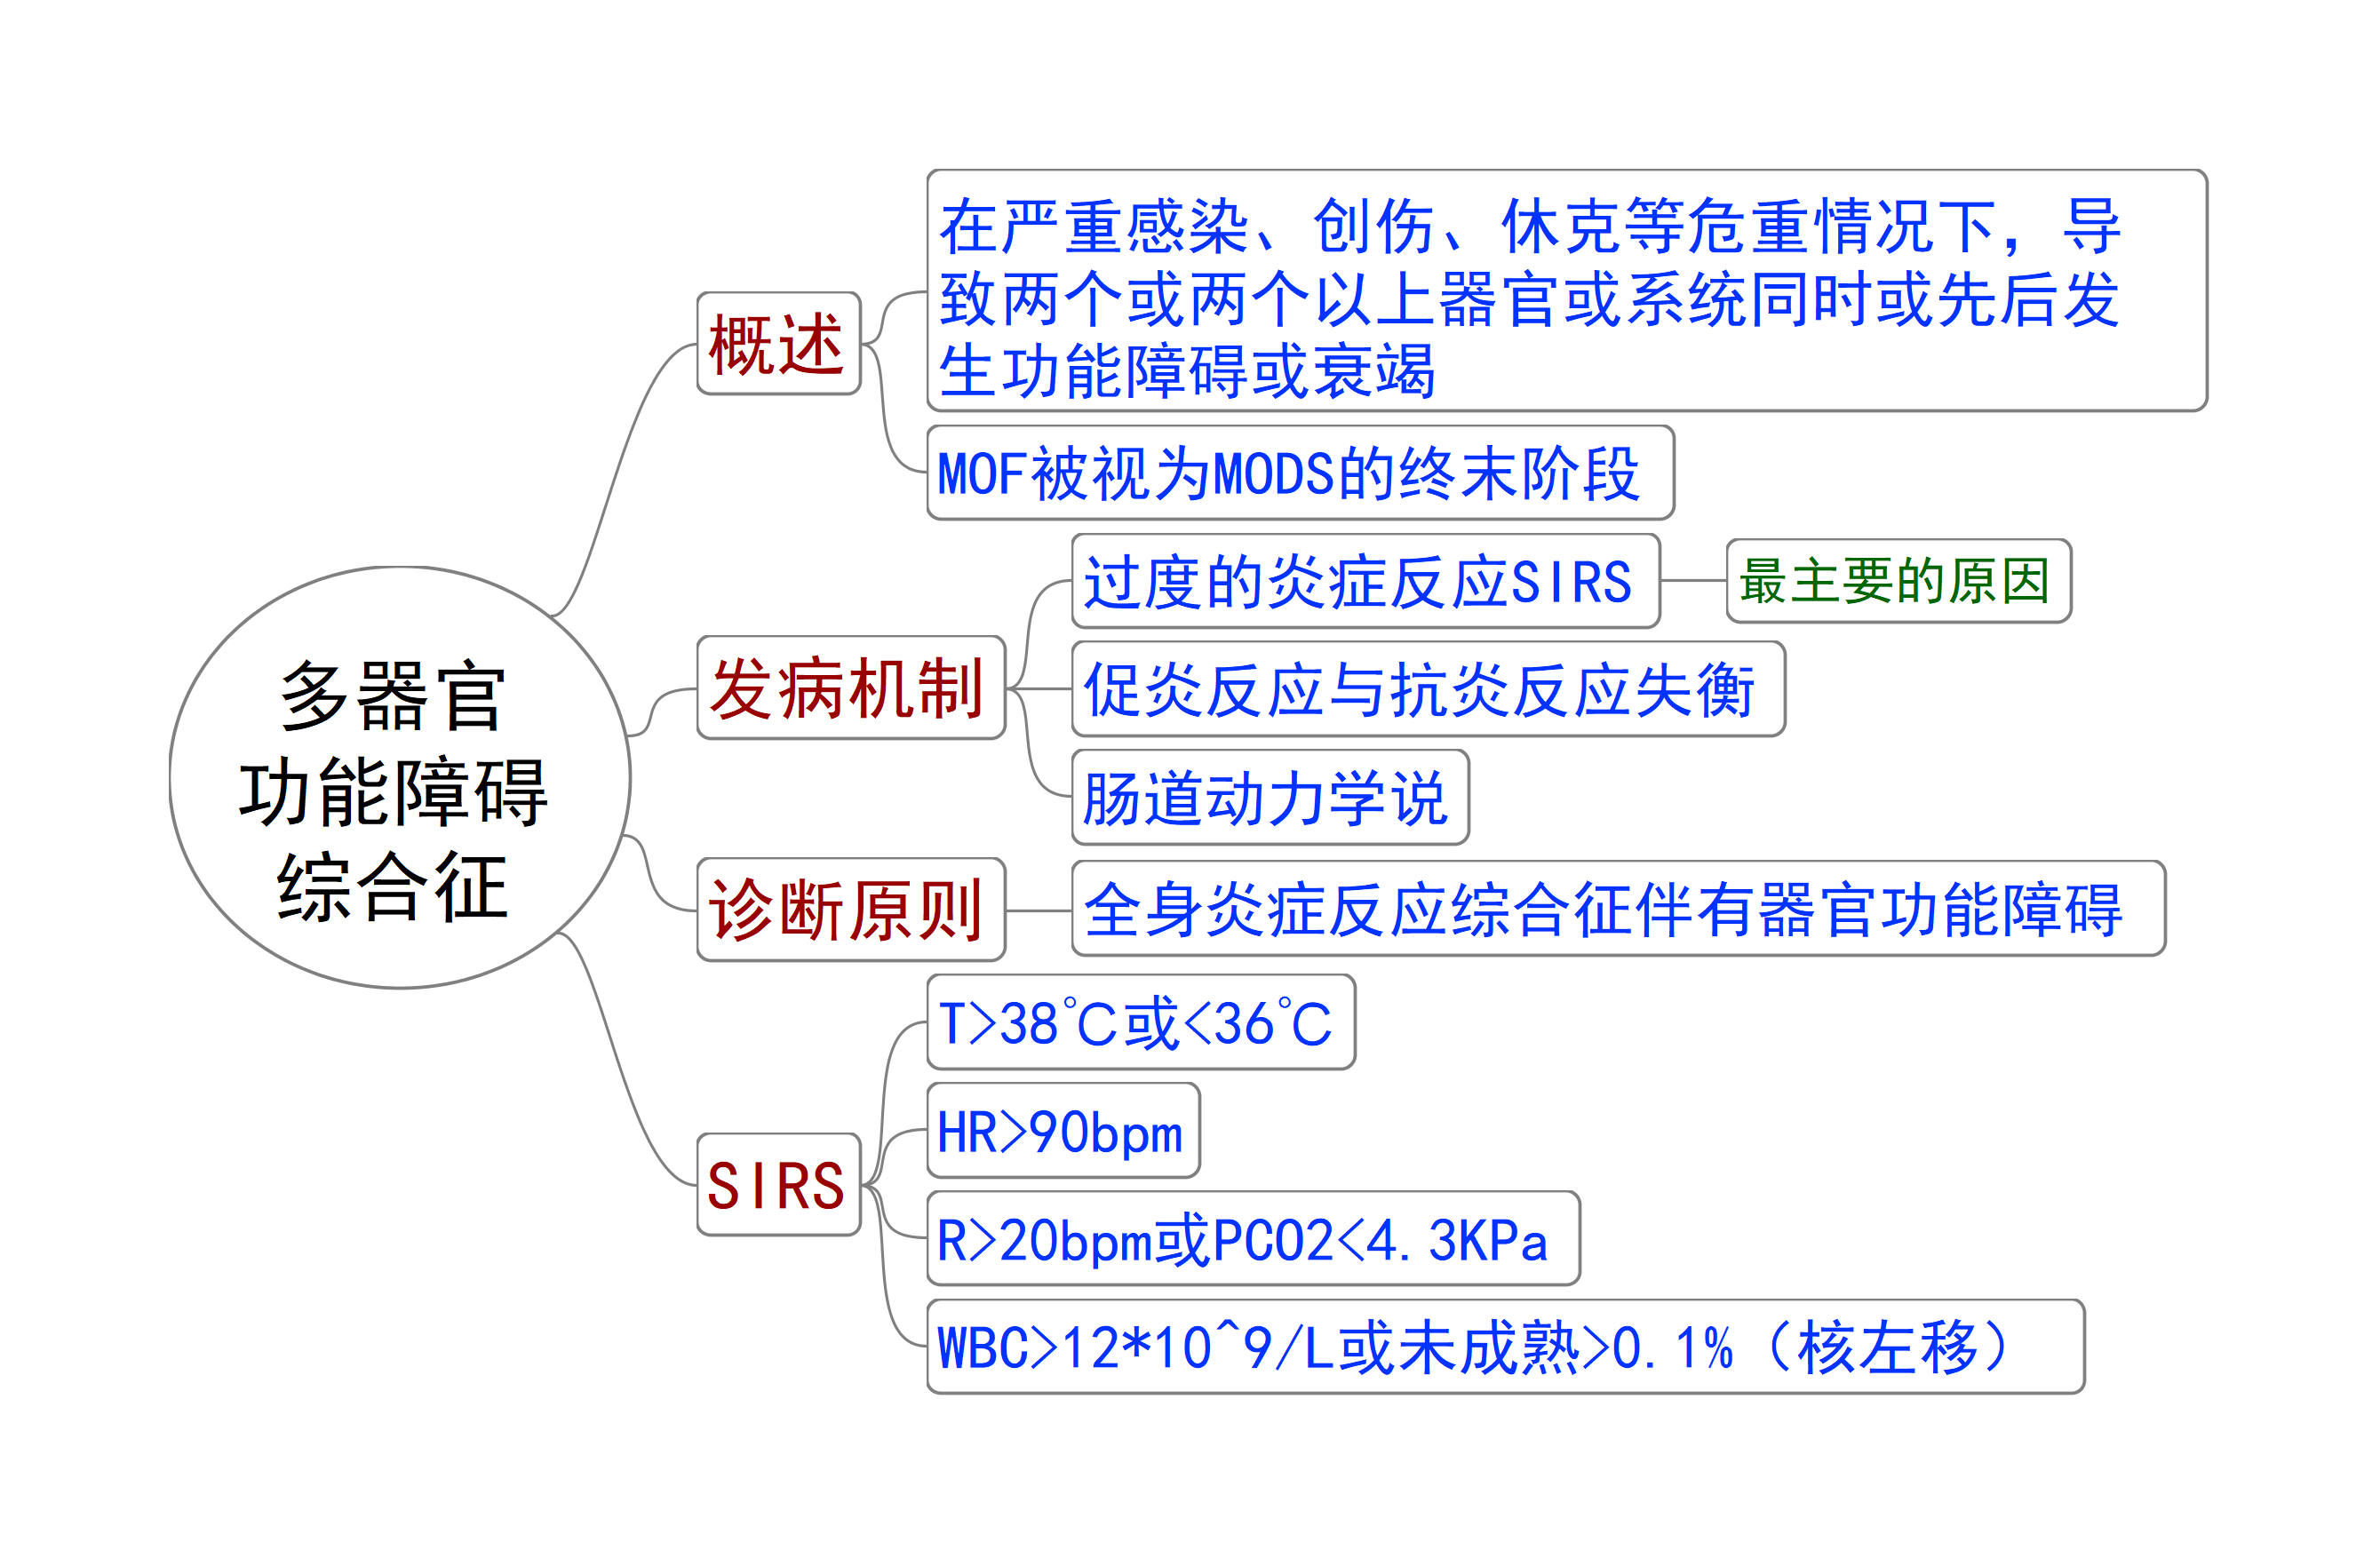 多器官
功能障碍
综合征
概述
在严重感染、创伤、休克等危重情况下，导
致两个或两个以上器官或系统同时或先后发
生功能障碍或衰竭
MOF被视为MODS的终末阶段
发病机制
过度的炎症反应SIRS
最主要的原因
促炎反应与抗炎反应失衡
肠道动力学说
诊断原则
全身炎症反应综合征伴有器官功能障碍
SIRS
T>38℃或<36℃
HR>90bpm
R>20bpm或PCO2<4.3KPa
WBC>12*10^9/L或未成熟>0.1%（核左移）